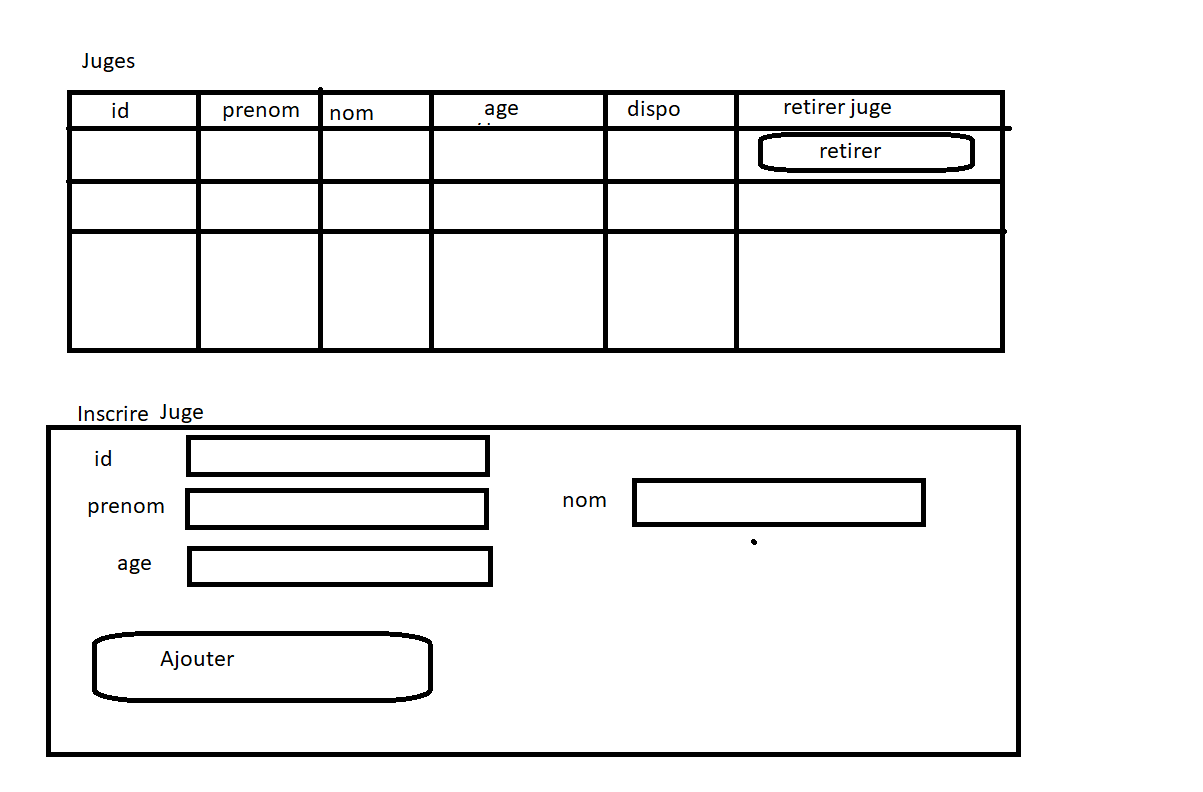 Juges
id prenom nom age dispo retirer juge
retirer
Inscrire Juge
id
prenom nom
age
Ajouter